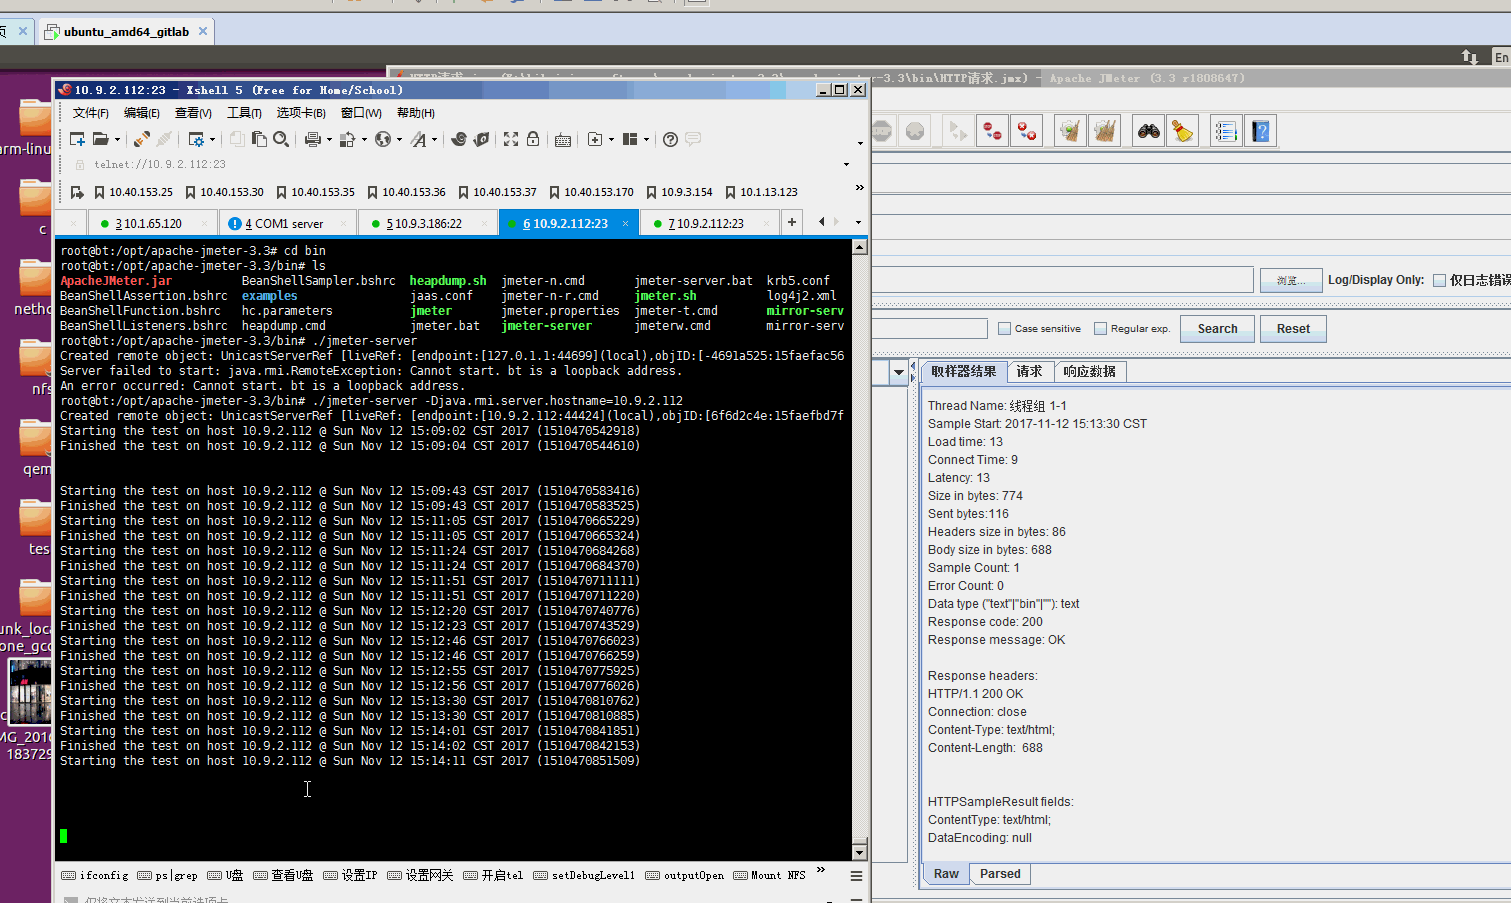 页
ubuntu_amd64_gitlab
En
10.9.2.112:23 - Xshell 5 (Free for Home/School)
-3.3\bin\HTTP请求.jmx) - Apache JMeter (3.3 r1808647)
文件(F) 编辑(E) 查看(V) 工具(T) 选项卡(B) 窗口(W) 帮助(H)
telnet://10.9.2.112:23
10.40.153.25 10.40.153.30 10.40.153.35 10.40.153.36 10.40.153.37 10.40.153.170 10.9.3.154 10.1.13.123 »
3 10.1.65.120 4 COM1 server 5 10.9.3.186:22 6 10.9.2.112:23 7 10.9.2.112:23 +
root@bt:/opt/apache-jmeter-3.3# cd bin
root@bt:/opt/apache-jmeter-3.3/bin# ls
ApacheJMeter.jar BeanShellSampler.bshrc heapdump.sh jmeter-n.cmd jmeter-server.bat krb5.conf
BeanShellAssertion.bshrc examples jaas.conf jmeter-n-r.cmd jmeter.sh log4j2.xml
BeanShellFunction.bshrc hc.parameters jmeter jmeter.properties jmeter-t.cmd mirror-serv
BeanShellListeners.bshrc heapdump.cmd jmeter.bat jmeter-server jmeterw.cmd mirror-serv
root@bt:/opt/apache-jmeter-3.3/bin# ./jmeter-server
Created remote object: UnicastServerRef [liveRef: [endpoint:[127.0.1.1:44699](local),objID:[-4691a525:15faefac56
Server failed to start: java.rmi.RemoteException: Cannot start. bt is a loopback address.
An error occurred: Cannot start. bt is a loopback address.
root@bt:/opt/apache-jmeter-3.3/bin# ./jmeter-server -Djava.rmi.server.hostname=10.9.2.112
Created remote object: UnicastServerRef [liveRef: [endpoint:[10.9.2.112:44424](local),objID:[6f6d2c4e:15faefbd7f
Starting the test on host 10.9.2.112 @ Sun Nov 12 15:09:02 CST 2017 (1510470542918)
Finished the test on host 10.9.2.112 @ Sun Nov 12 15:09:04 CST 2017 (1510470544610)
Starting the test on host 10.9.2.112 @ Sun Nov 12 15:09:43 CST 2017 (1510470583416)
Finished the test on host 10.9.2.112 @ Sun Nov 12 15:09:43 CST 2017 (1510470583525)
Starting the test on host 10.9.2.112 @ Sun Nov 12 15:11:05 CST 2017 (1510470665229)
Finished the test on host 10.9.2.112 @ Sun Nov 12 15:11:05 CST 2017 (1510470665324)
Starting the test on host 10.9.2.112 @ Sun Nov 12 15:11:24 CST 2017 (1510470684268)
Finished the test on host 10.9.2.112 @ Sun Nov 12 15:11:24 CST 2017 (1510470684370)
Starting the test on host 10.9.2.112 @ Sun Nov 12 15:11:51 CST 2017 (1510470711111)
Finished the test on host 10.9.2.112 @ Sun Nov 12 15:11:51 CST 2017 (1510470711220)
Starting the test on host 10.9.2.112 @ Sun Nov 12 15:12:20 CST 2017 (1510470740776)
Finished the test on host 10.9.2.112 @ Sun Nov 12 15:12:23 CST 2017 (1510470743529)
Starting the test on host 10.9.2.112 @ Sun Nov 12 15:12:46 CST 2017 (1510470766023)
Finished the test on host 10.9.2.112 @ Sun Nov 12 15:12:46 CST 2017 (1510470766259)
Starting the test on host 10.9.2.112 @ Sun Nov 12 15:12:55 CST 2017 (1510470775925)
Finished the test on host 10.9.2.112 @ Sun Nov 12 15:12:56 CST 2017 (1510470776026)
Starting the test on host 10.9.2.112 @ Sun Nov 12 15:13:30 CST 2017 (1510470810762)
Finished the test on host 10.9.2.112 @ Sun Nov 12 15:13:30 CST 2017 (1510470810885)
Starting the test on host 10.9.2.112 @ Sun Nov 12 15:14:01 CST 2017 (1510470841851)
Finished the test on host 10.9.2.112 @ Sun Nov 12 15:14:02 CST 2017 (1510470842153)
Starting the test on host 10.9.2.112 @ Sun Nov 12 15:14:11 CST 2017 (1510470851509)
ifconfig ps|grep U盘 查看U盘 设置IP 设置网关 开启tel setDebugLevel1 outputOpen Mount NFS »
仅将文本发送到当前选项卡
arm-linu
c
netho
nfs
qem
tes
unk_loca
one_gcc
MG_2016
183729
浏览... Log/Display Only: 仅日志错误
Case sensitive Regular exp. Search Reset
取样器结果 请求 响应数据
Thread Name: 线程组 1-1
Sample Start: 2017-11-12 15:13:30 CST
Load time: 13
Connect Time: 9
Latency: 13
Size in bytes: 774
Sent bytes:116
Headers size in bytes: 86
Body size in bytes: 688
Sample Count: 1
Error Count: 0
Data type ("text"|"bin"|""): text
Response code: 200
Response message: OK
Response headers:
HTTP/1.1 200 OK
Connection: close
Content-Type: text/html;
Content-Length:  688
HTTPSampleResult fields:
ContentType: text/html;
DataEncoding: null
Raw Parsed